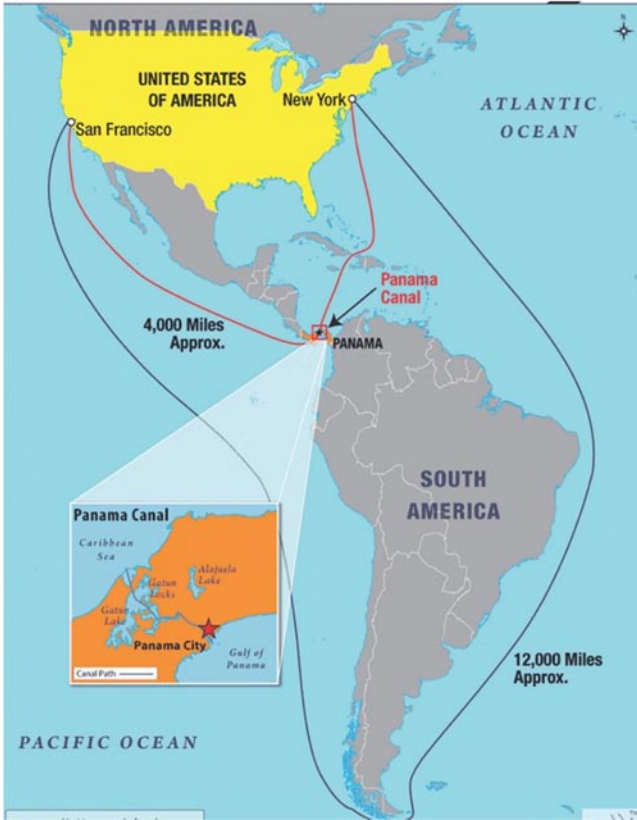 NORTH AMERICA
N
UNITED STATES
OF AMERICA
New York
San Francisco
ATLANTIC
OCEAN
Panama
Canal
4,000 Miles
Approx.
PANAMA
SOUTH
AMERICA
Panama Canal
Caribbean
Sea
Alajuela
Lake
Gatun
Locks
Gatun
Lake
Panama City
Gulf of
Panama
Canal Path
12,000 Miles
Approx.
PACIFIC OCEAN